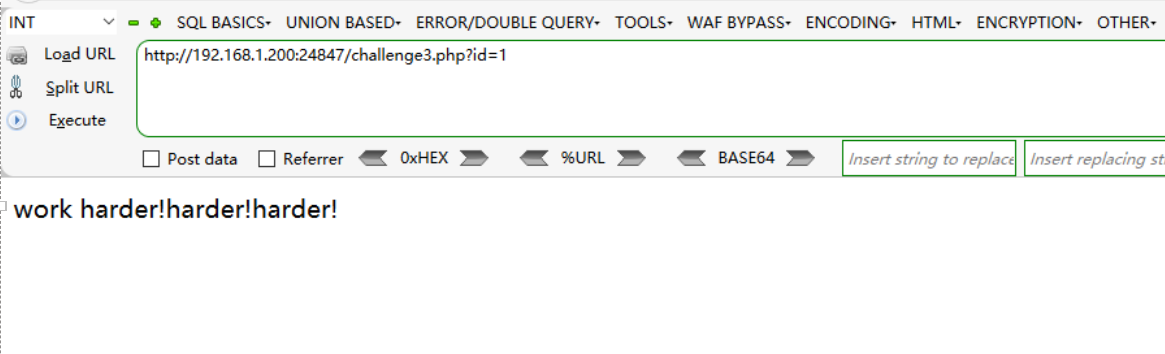 INT SQL BASICS UNION BASED ERROR/DOUBLE QUERY TOOLS WAF BYPASS ENCODING HTML ENCRYPTION OTHER
Load URL http://192.168.1.200:24847/challenge3.php?id=1
Split URL
Execute
Post data Referrer 0xHEX %URL BASE64 Insert string to replace Insert replacing st
work harder!harder!harder!